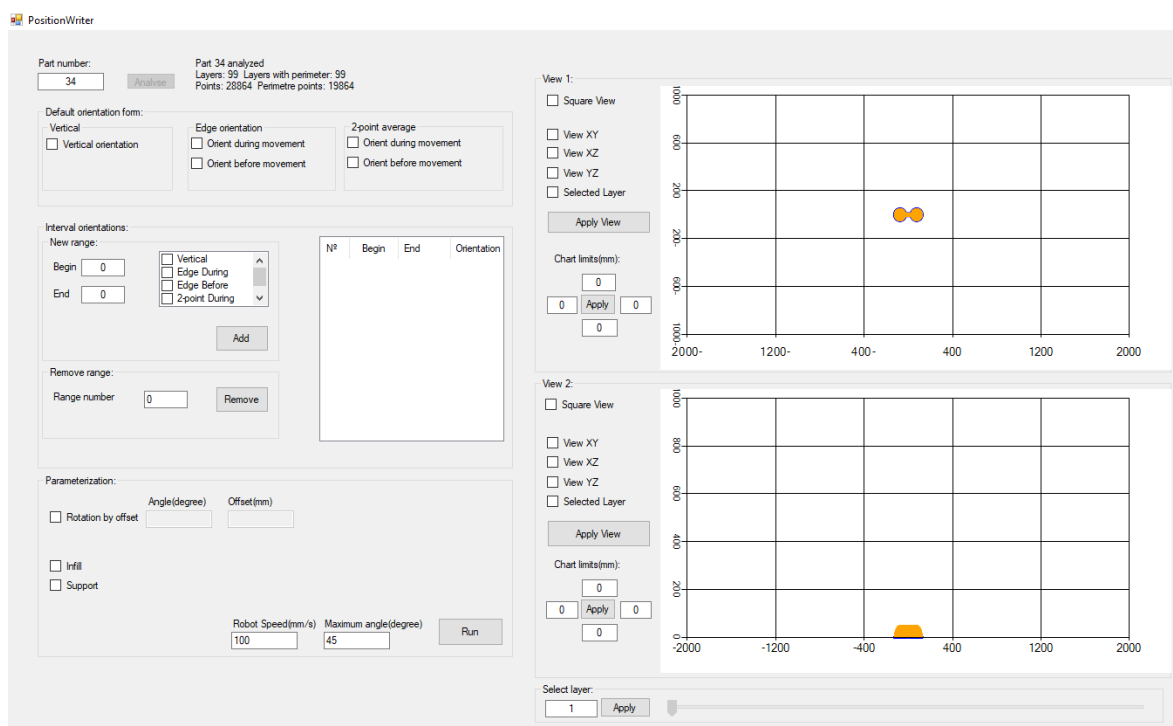 PositionWriter
Part number:
34
Analyse
Part 34 analyzed
Layers: 99 Layers with perimeter: 99
Points: 28864 Perimetre points: 19864
Default orientation form:
Vertical
Vertical orientation
Edge orientation
Orient during movement
Orient before movement
2-point average
Orient during movement
Orient before movement
Interval orientations:
New range:
Begin 0
End 0
Vertical
Edge During
Edge Before
2-point During
Add
Remove range:
Range number 0
Remove
Nº Begin End Orientation
Parameterization:
Angle(degree) Offset(mm)
Rotation by offset
Infill
Support
Robot Speed(mm/s) Maximum angle(degree)
100 45
Run
View 1:
Square View
View XY
View XZ
View YZ
Selected Layer
Apply View
Chart limits(mm):
0
0 Apply 0
0
1000
600
200
200-
600-
1000-
2000- 1200- 400- 400 1200 2000
View 2:
Square View
View XY
View XZ
View YZ
Selected Layer
Apply View
Chart limits(mm):
0
0 Apply 0
0
1000
800
600
400
200
0
-2000 -1200 -400 400 1200 2000
Select layer:
1 Apply